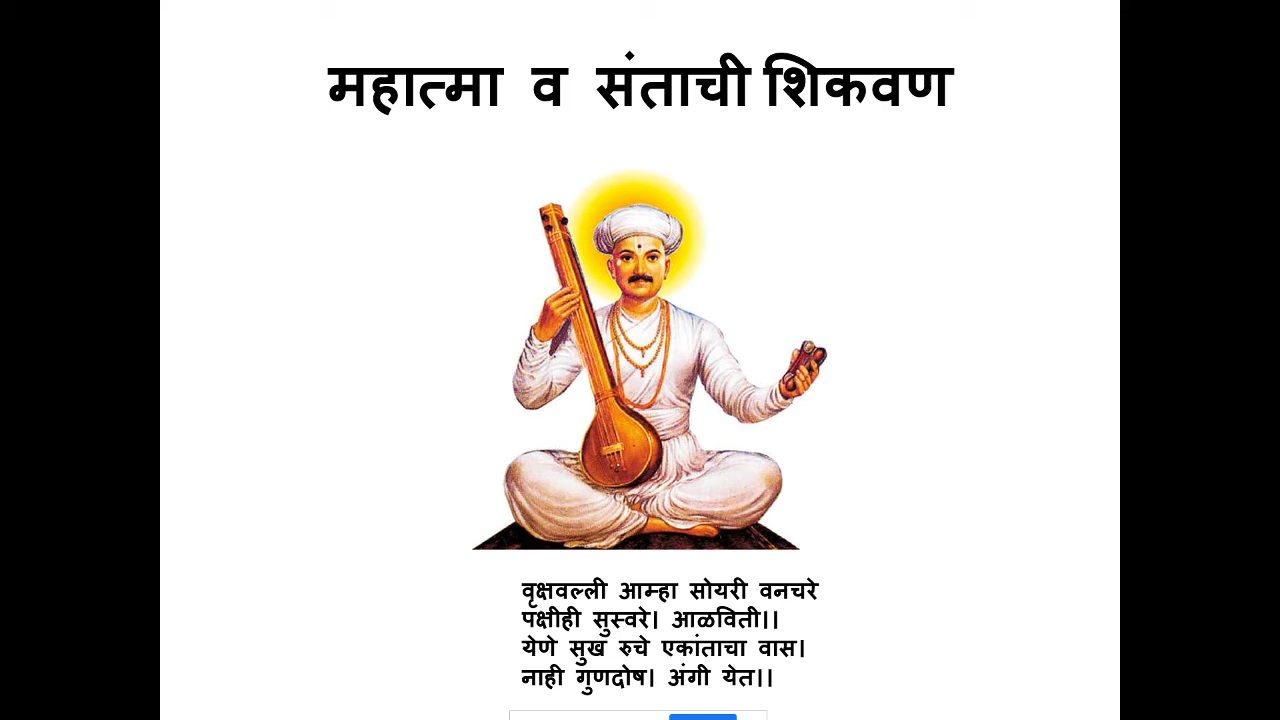 महात्मा व संताची शिकवण
वृक्षवल्ली आम्हा सोयरी वनचरे
पक्षीही सुस्वरे। आळविती।।
येणे सुख रुचे एकांताचा वास।
नाही गुणदोष। अंगी येत।।